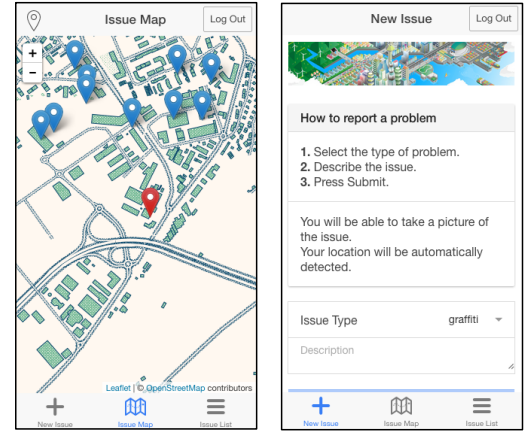 Issue Map
Log Out
+
−
Leaflet | © OpenStreetMap contributors
New Issue
Issue Map
Issue List
New Issue
Log Out
How to report a problem
1. Select the type of problem.
2. Describe the issue.
3. Press Submit.
You will be able to take a picture of
the issue.
Your location will be automatically
detected.
Issue Type
graffiti
Description
New Issue
Issue Map
Issue List